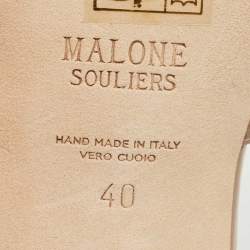 MALONE
SOULIERS
HAND MADE IN ITALY
VERO CUOIO
40